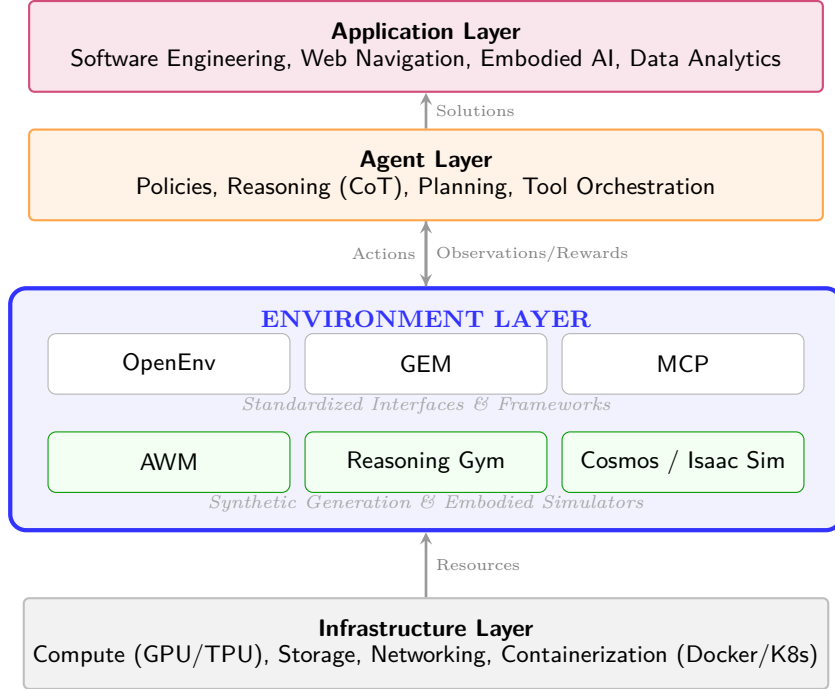 Application Layer
Software Engineering, Web Navigation, Embodied AI, Data Analytics
Solutions
Agent Layer
Policies, Reasoning (CoT), Planning, Tool Orchestration
Actions
Observations/Rewards
ENVIRONMENT LAYER
OpenEnv
GEM
MCP
Standardized Interfaces & Frameworks
AWM
Reasoning Gym
Cosmos / Isaac Sim
Synthetic Generation & Embodied Simulators
Resources
Infrastructure Layer
Compute (GPU/TPU), Storage, Networking, Containerization (Docker/K8s)